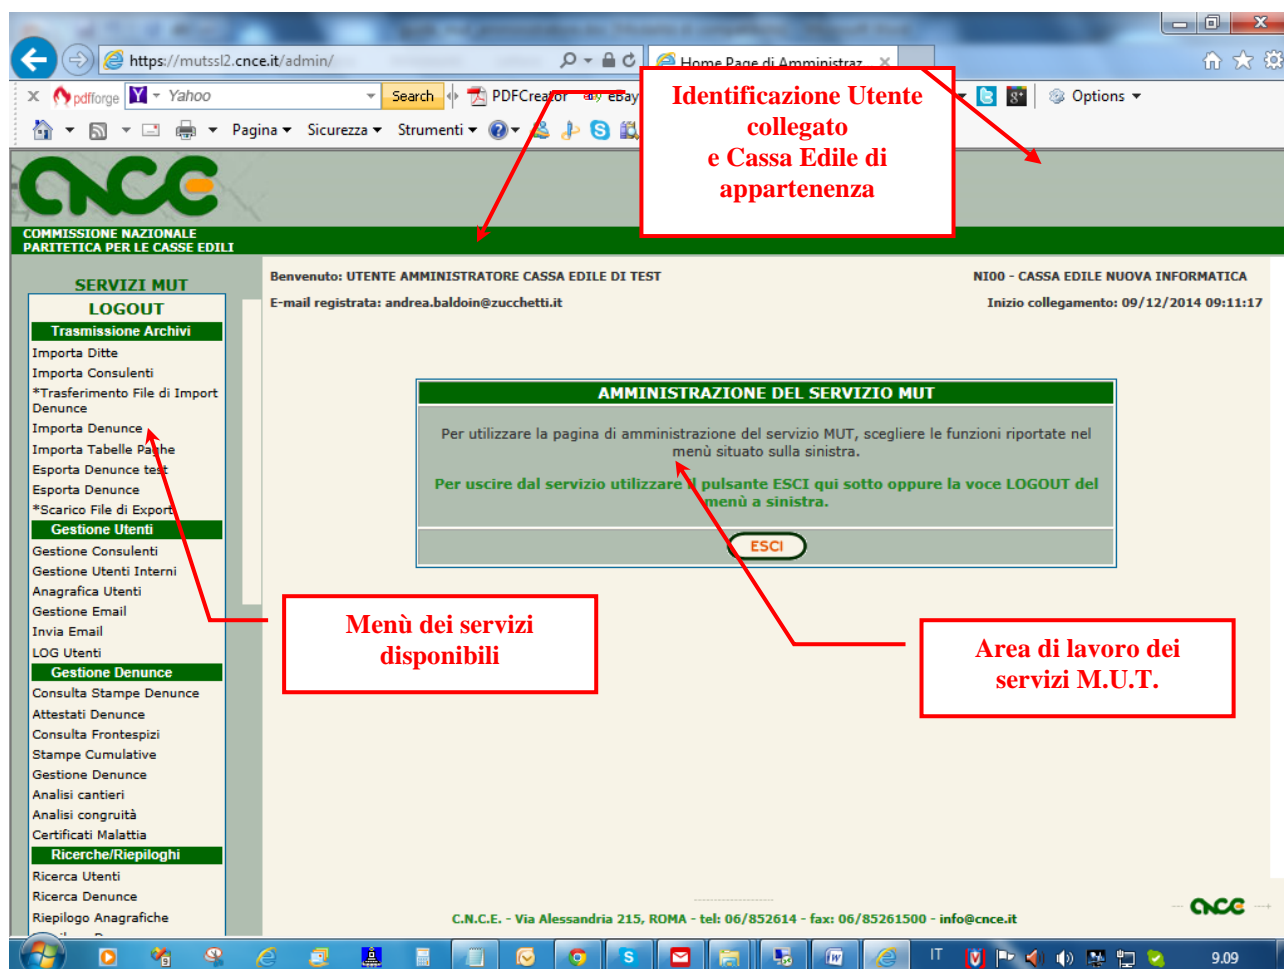 https://mutssl2.cnce.it/admin/
Home Page di Amministraz...
pdfforge
Yahoo
Search
PDFCreator
eBay
Options
Pagina
Sicurezza
Strumenti
Identificazione Utente
collegato
e Cassa Edile di
appartenenza
CNCE
COMMISSIONE NAZIONALE
PARITETICA PER LE CASSE EDILI
Benvenuto: UTENTE AMMINISTRATORE CASSA EDILE DI TEST
NI00 - CASSA EDILE NUOVA INFORMATICA
E-mail registrata: andrea.baldoin@zucchetti.it
Inizio collegamento: 09/12/2014 09:11:17
SERVIZI MUT
LOGOUT
Trasmissione Archivi
Importa Ditte
Importa Consulenti
*Trasferimento File di Import
Denunce
Importa Denunce
Importa Tabelle Paghe
Esporta Denunce test
Esporta Denunce
*Scarico File di Export
Gestione Utenti
Gestione Consulenti
Gestione Utenti Interni
Anagrafica Utenti
Gestione Email
Invia Email
LOG Utenti
Gestione Denunce
Consulta Stampe Denunce
Attestati Denunce
Consulta Frontespizi
Stampe Cumulative
Gestione Denunce
Analisi cantieri
Analisi congruità
Certificati Malattia
Ricerche/Riepiloghi
Ricerca Utenti
Ricerca Denunce
Riepilogo Anagrafiche
AMMINISTRAZIONE DEL SERVIZIO MUT
Per utilizzare la pagina di amministrazione del servizio MUT, scegliere le funzioni riportate nel
menù situato sulla sinistra.
Per uscire dal servizio utilizzare il pulsante ESCI qui sotto oppure la voce LOGOUT del
menù a sinistra.
ESCI
Menù dei servizi
disponibili
Area di lavoro dei
servizi M.U.T.
C.N.C.E. - Via Alessandria 215, ROMA - tel: 06/852614 - fax: 06/85261500 - info@cnce.it
CNCE
IT
9.09